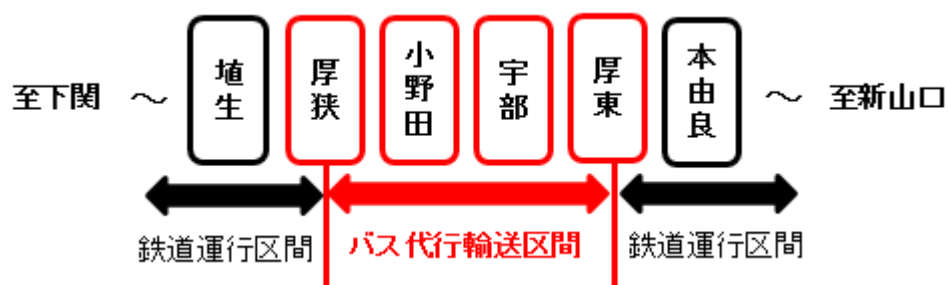 至下関 ～ 埴生 厚狭 小野田 宇部 厚東 本由良 ～ 至新山口
鉄道運行区間 バス代行輸送区間 鉄道運行区間